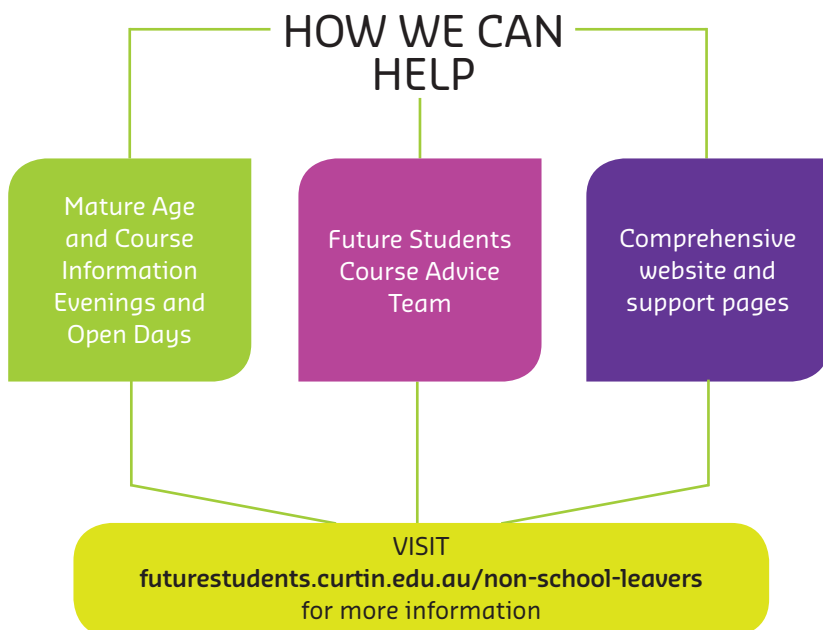 HOW WE CAN
HELP
Mature Age
and Course
Information
Evenings and
Open Days
Future Students
Course Advice
Team
Comprehensive
website and
support pages
VISIT
futurestudents.curtin.edu.au/non-school-leavers
for more information